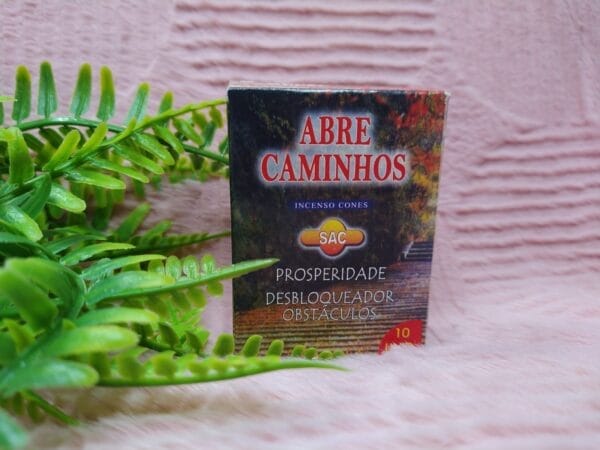 ABRE
CAMINHOS
INCENSO CONES
SAC
PROSPERIDADE
DESBLOQUEADOR
OBSTÁCULOS
10